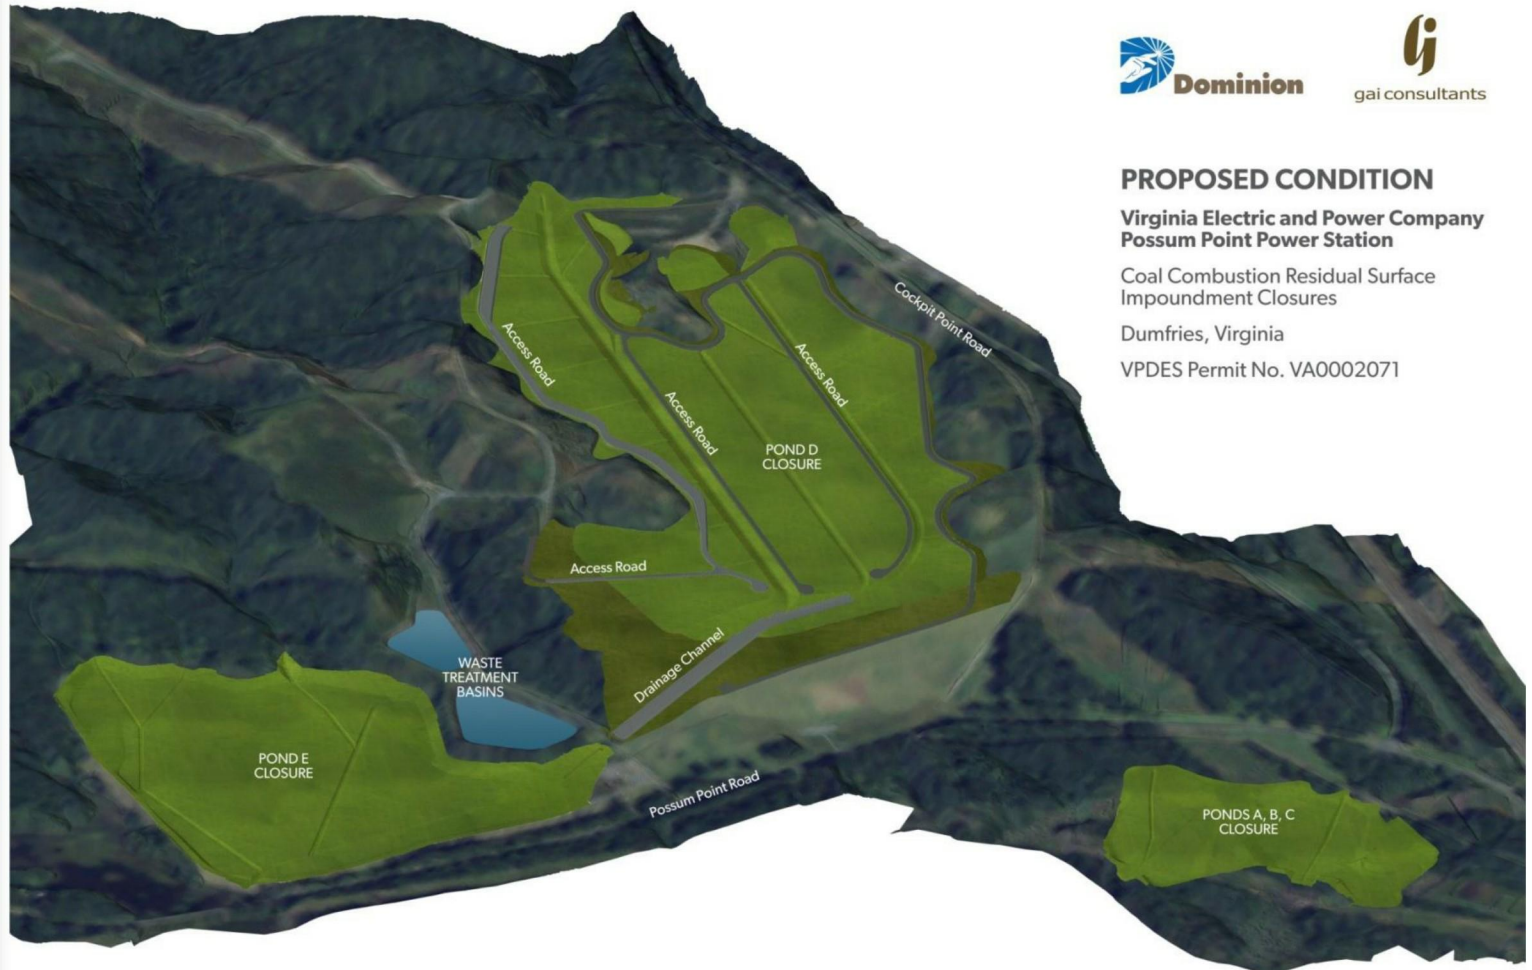 Dominion
gai consultants
PROPOSED CONDITION
Virginia Electric and Power Company
Possum Point Power Station
Coal Combustion Residual Surface
Impoundment Closures
Dumfries, Virginia
VPDES Permit No. VA0002071
Cockpit Point Road
Access Road
Access Road
Access Road
POND D
CLOSURE
Access Road
Drainage Channel
WASTE
TREATMENT
BASINS
POND E
CLOSURE
Possum Point Road
PONDS A, B, C
CLOSURE